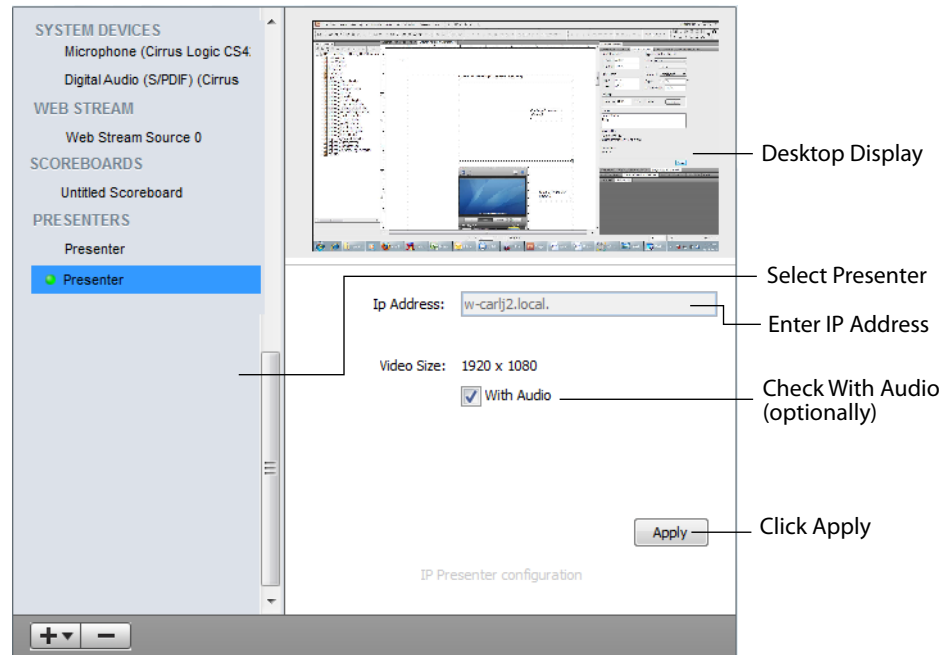 SYSTEM DEVICES
Microphone (Cirrus Logic CS4:
Digital Audio (S/PDIF) (Cirrus
WEB STREAM
Web Stream Source 0
SCOREBOARDS
Untitled Scoreboard
PRESENTERS
Presenter
Presenter
Desktop Display
Select Presenter
Ip Address: w-carlj2.local.
Enter IP Address
Video Size: 1920 x 1080
With Audio
Check With Audio
(optionally)
Apply
Click Apply
IP Presenter configuration